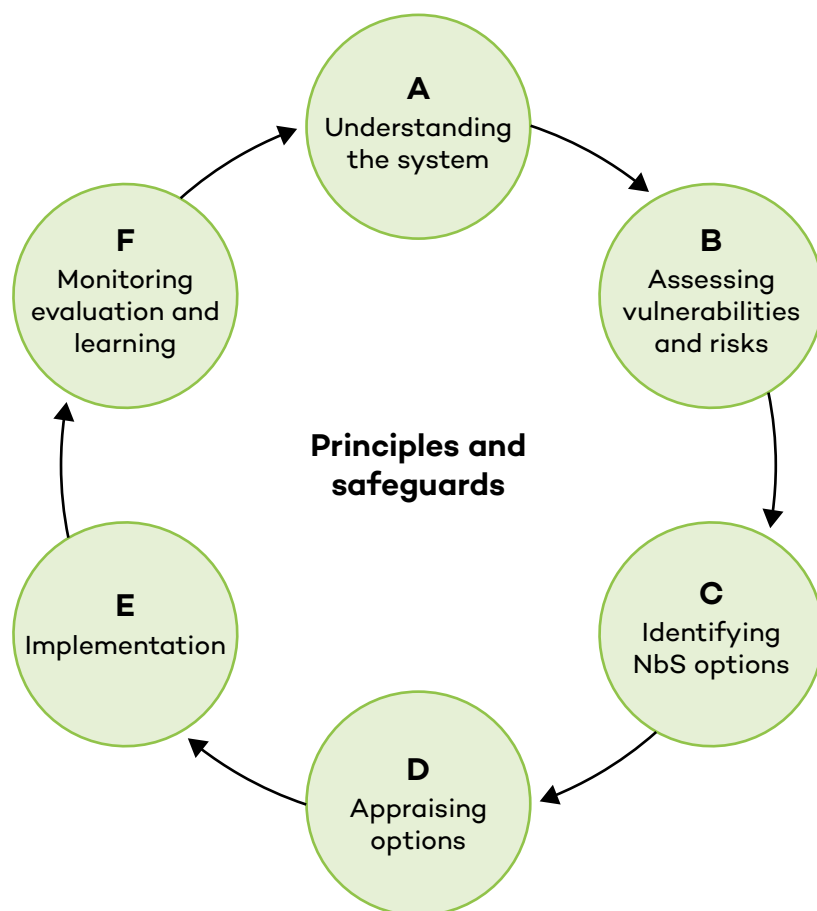 A
Understanding
the system
B
Assessing
vulnerabilities
and risks
C
Identifying
NbS options
D
Appraising
options
E
Implementation
F
Monitoring
evaluation and
learning
Principles and
safeguards